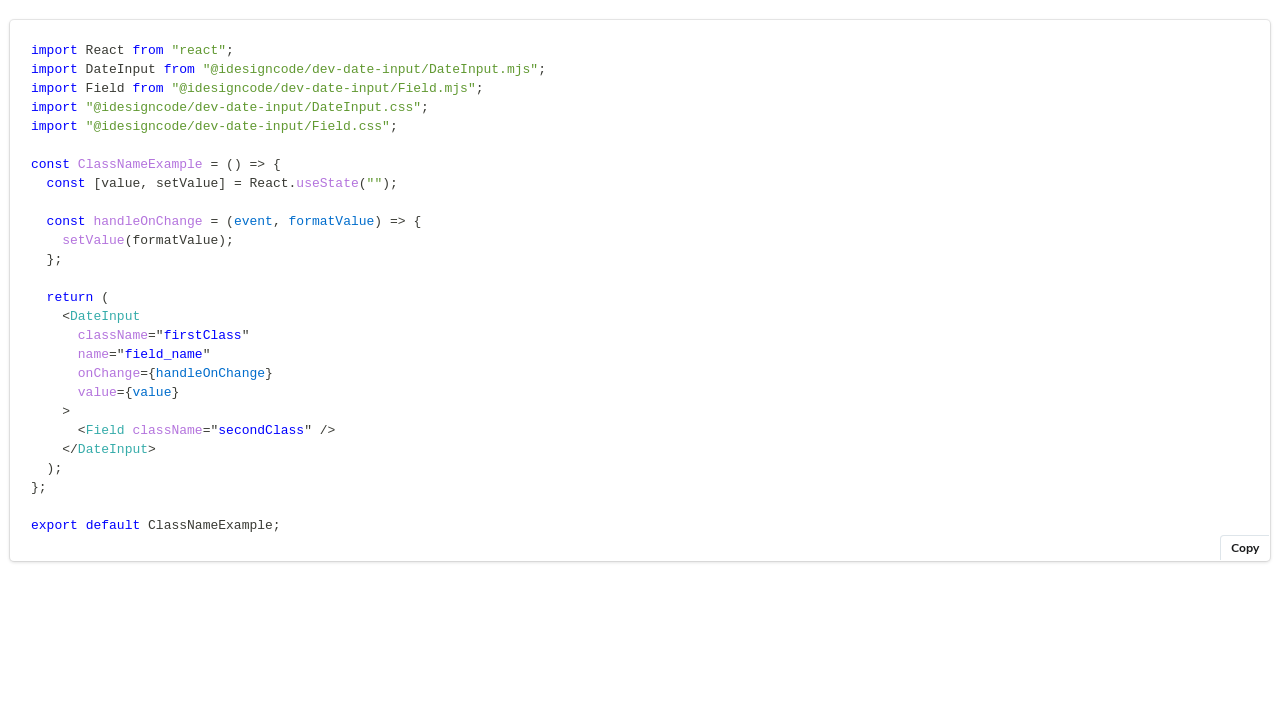 import React from "react";
import DateInput from "@idesigncode/dev-date-input/DateInput.mjs";
import Field from "@idesigncode/dev-date-input/Field.mjs";
import "@idesigncode/dev-date-input/DateInput.css";
import "@idesigncode/dev-date-input/Field.css";

const ClassNameExample = () => {
  const [value, setValue] = React.useState("");

  const handleOnChange = (event, formatValue) => {
    setValue(formatValue);
  };

  return (
    <DateInput
      className="firstClass"
      name="field_name"
      onChange={handleOnChange}
      value={value}
    >
      <Field className="secondClass" />
    </DateInput>
  );
};

export default ClassNameExample;
Copy